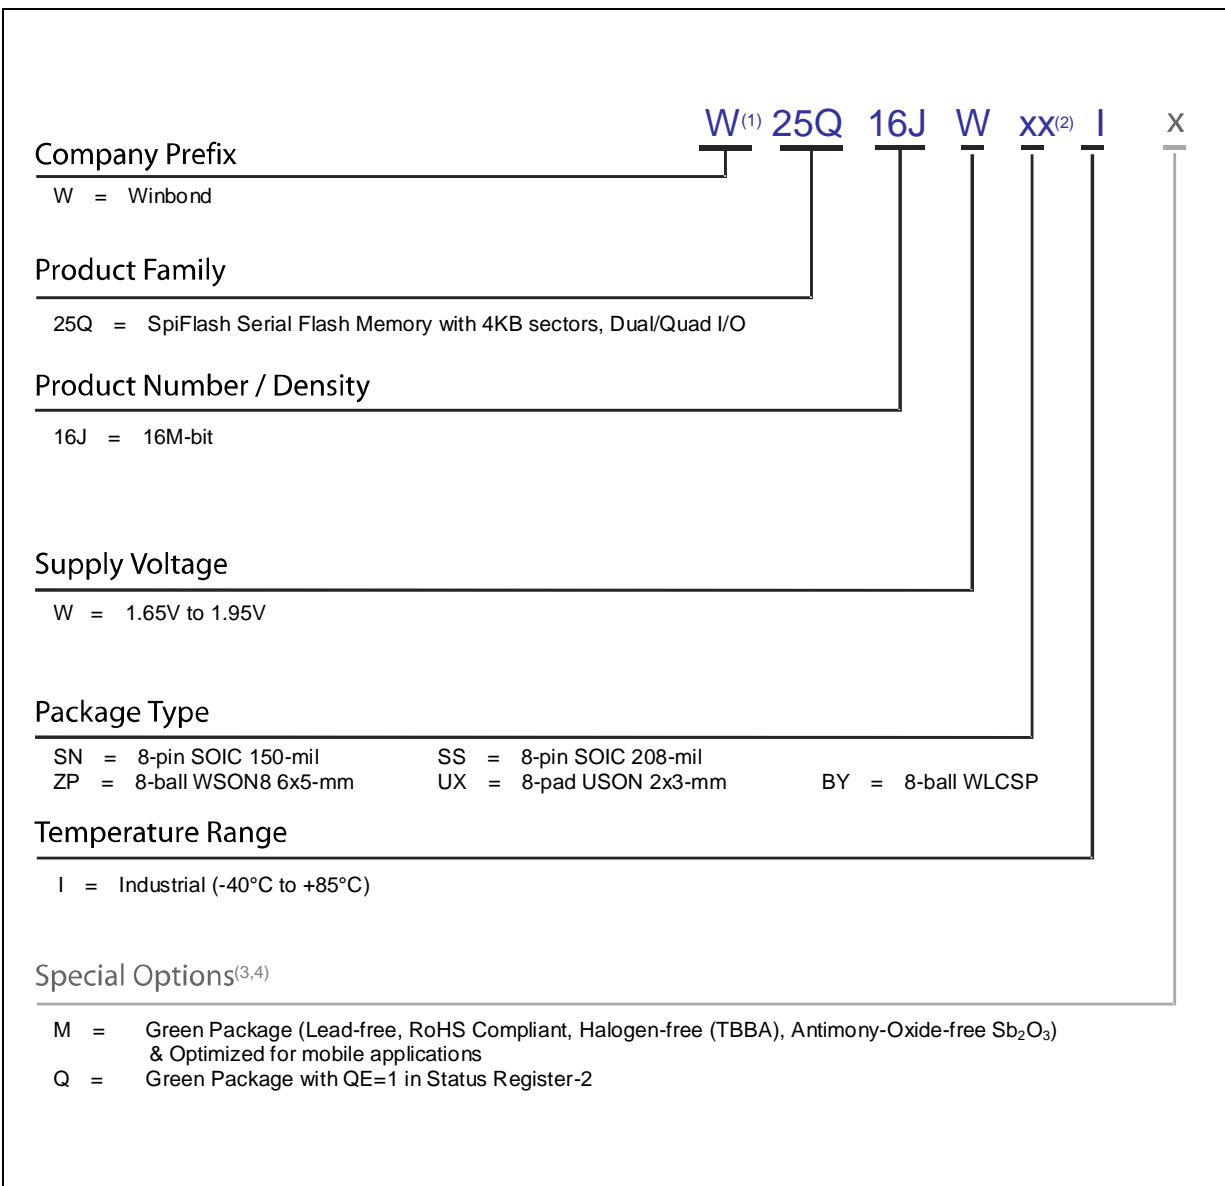 W(1) 25Q 16J W xx(2) I x
Company Prefix
W = Winbond
Product Family
25Q = SpiFlash Serial Flash Memory with 4KB sectors, Dual/Quad I/O
Product Number / Density
16J = 16M-bit
Supply Voltage
W = 1.65V to 1.95V
Package Type
SN = 8-pin SOIC 150-mil SS = 8-pin SOIC 208-mil
ZP = 8-ball WSON8 6x5-mm UX = 8-pad USON 2x3-mm BY = 8-ball WLCSP
Temperature Range
I = Industrial (-40°C to +85°C)
Special Options(3,4)
M = Green Package (Lead-free, RoHS Compliant, Halogen-free (TBBA), Antimony-Oxide-free Sb₂O₃)
& Optimized for mobile applications
Q = Green Package with QE=1 in Status Register-2